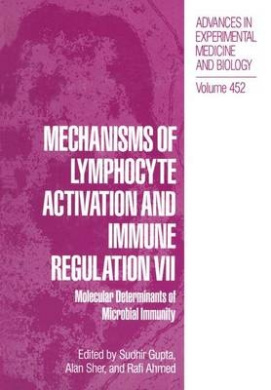 ADVANCES IN
EXPERIMENTAL
MEDICINE
AND BIOLOGY
Volume 452
MECHANISMS OF
LYMPHOCYTE
ACTIVATION AND
IMMUNE
REGULATION VII
Molecular Determinants of
Microbial Immunity
Edited by Sudhir Gupta,
Alan Sher, and Rafi Ahmed